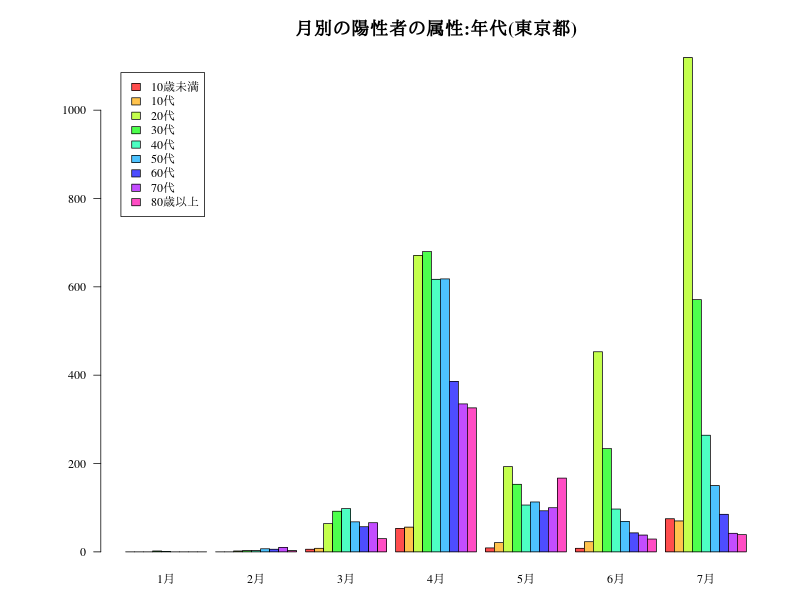 月別の陽性者の属性:年代(東京都)
10歳未満
10代
20代
30代
40代
50代
60代
70代
80歳以上
1000
800
600
400
200
0
1月 2月 3月 4月 5月 6月 7月